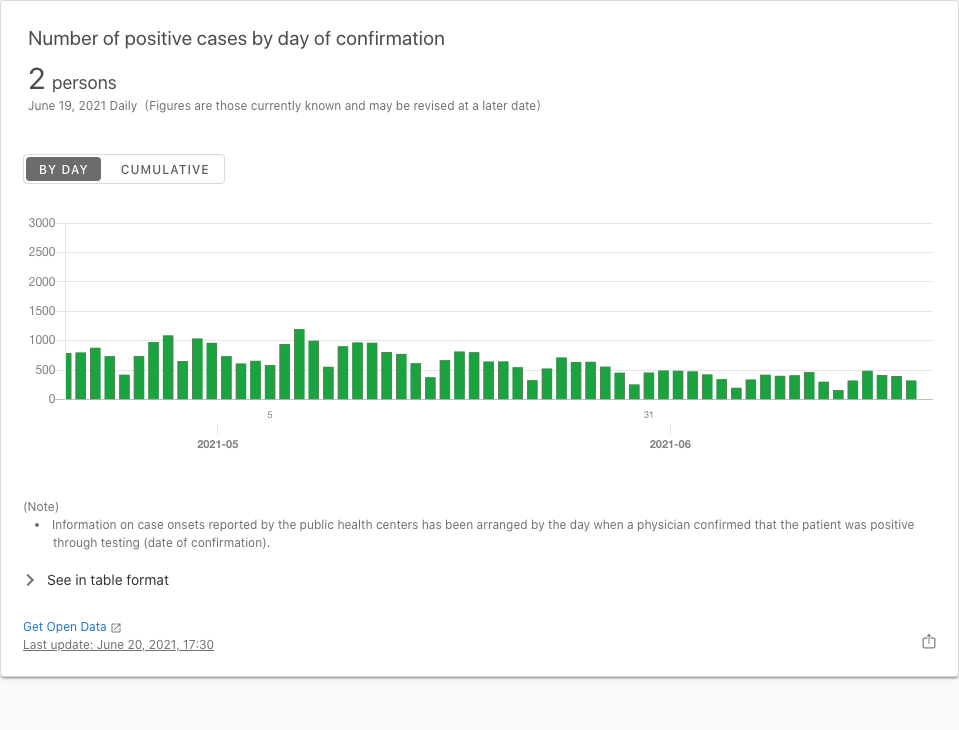 Number of positive cases by day of confirmation
2 persons
June 19, 2021 Daily (Figures are those currently known and may be revised at a later date)
BY DAY CUMULATIVE
3000
2500
2000
1500
1000
500
0
5 31
2021-05 2021-06
(Note)
• Information on case onsets reported by the public health centers has been arranged by the day when a physician confirmed that the patient was positive
through testing (date of confirmation).
See in table format
Get Open Data
Last update: June 20, 2021, 17:30